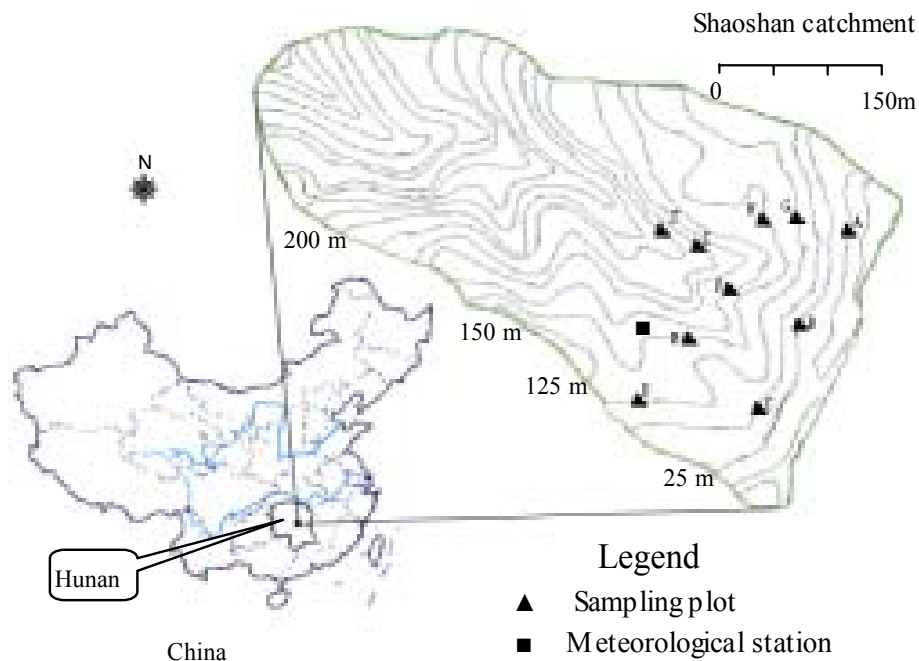 Shaoshan catchment
0
150m
N
200 m
150 m
125 m
25 m
Hunan
China
Legend
Sampling plot
Meteorological station